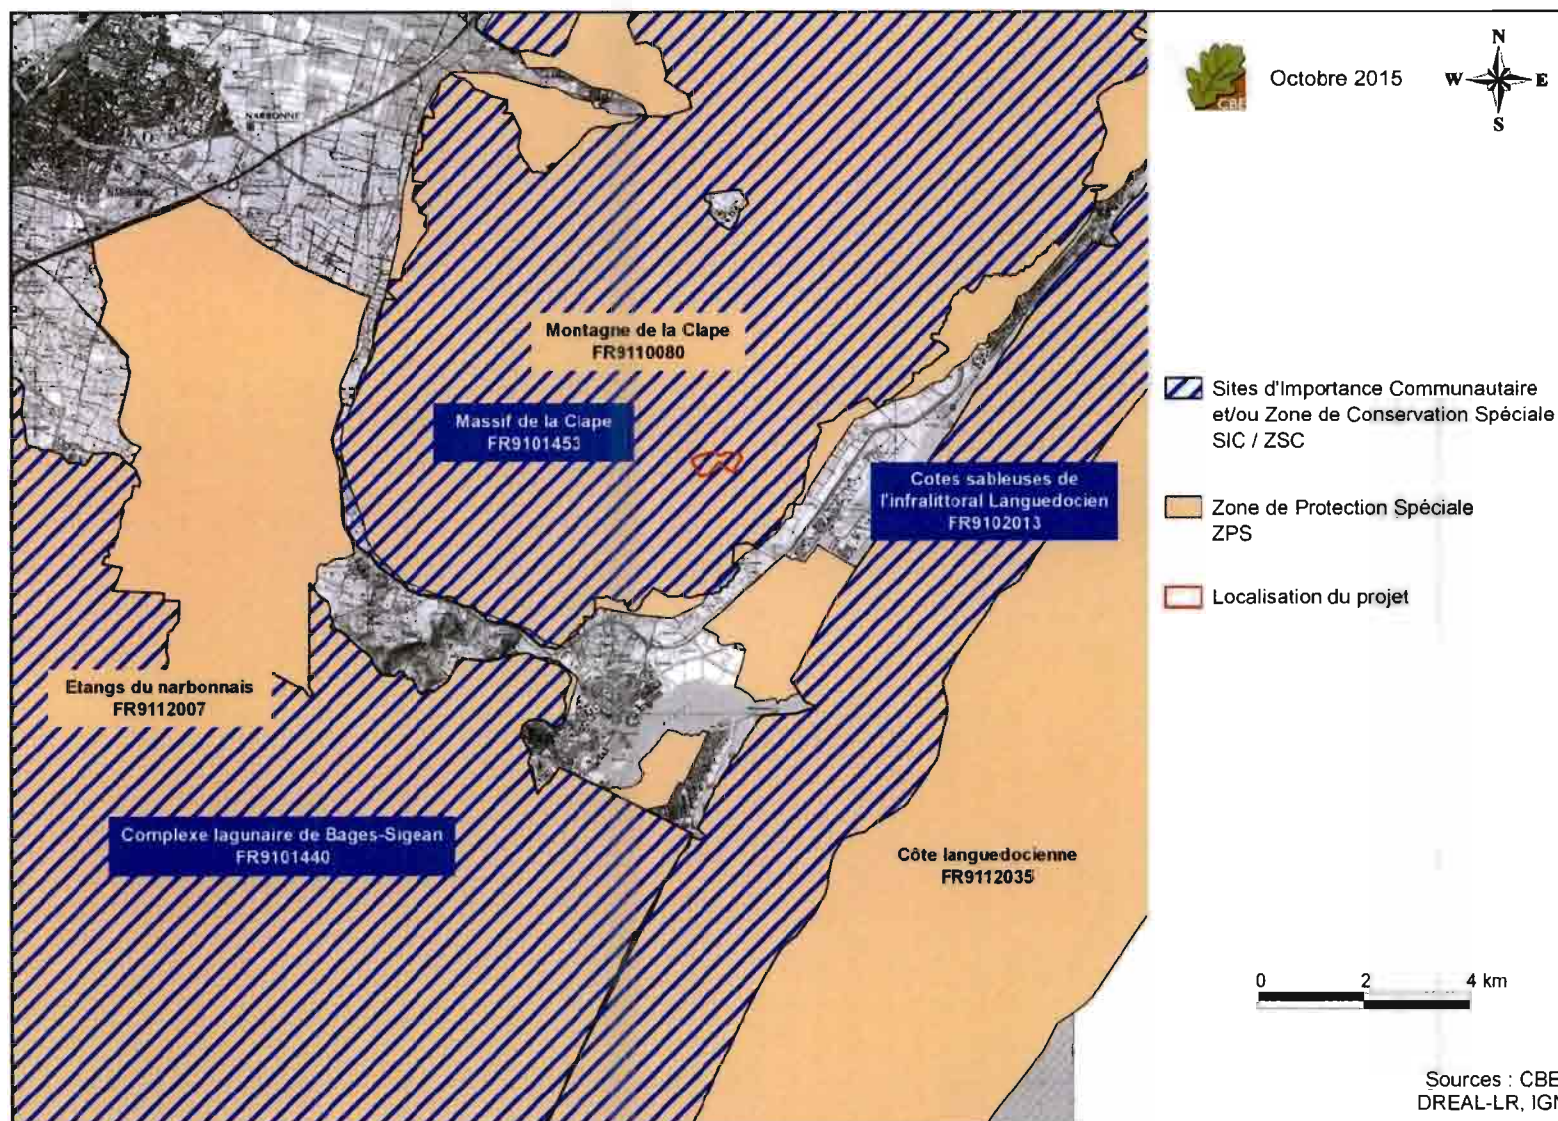 Octobre 2015
N
W
E
S
CBE
NARBONNE
Montagne de la Clape
FR9110080
Massif de la Clape
FR9101453
Cotes sableuses de
l'infralittoral Languedocien
FR9102013
Etangs du narbonnais
FR9112007
Complexe lagunaire de Bages-Sigean
FR9101440
Côte languedocienne
FR9112035
Sites d'Importance Communautaire
et/ou Zone de Conservation Spéciale
SIC / ZSC
Zone de Protection Spéciale
ZPS
Localisation du projet
0 2 4 km
Sources : CBE
DREAL-LR, IGN